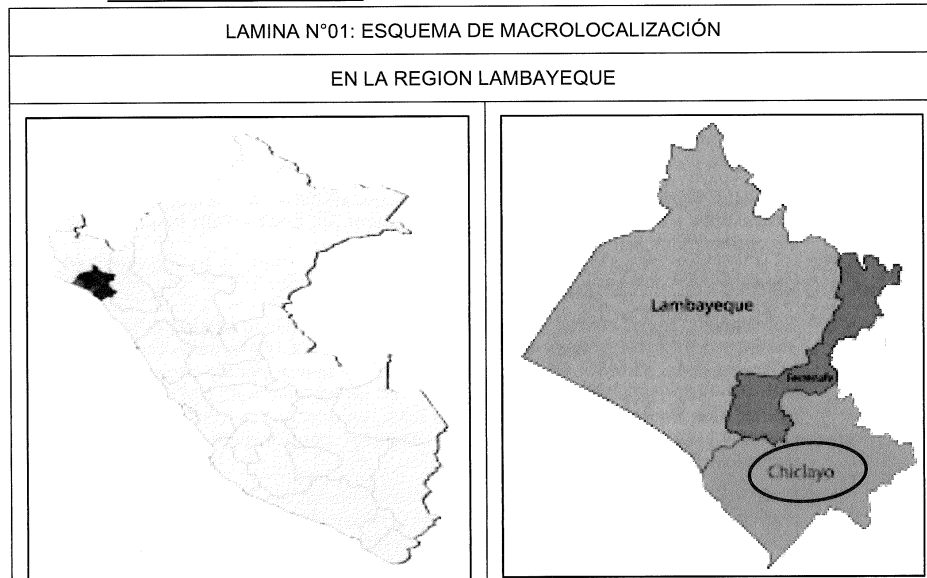 LAMINA N°01: ESQUEMA DE MACROLOCALIZACIÓN
EN LA REGION LAMBAYEQUE
Lambayeque
Chiclayo